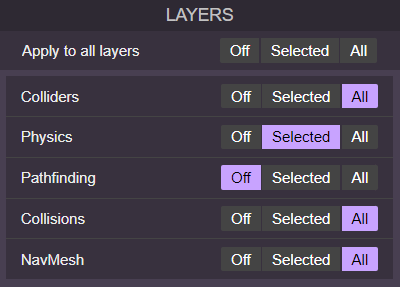 LAYERS
Apply to all layers Off Selected All
Colliders Off Selected All
Physics Off Selected All
Pathfinding Off Selected All
Collisions Off Selected All
NavMesh Off Selected All